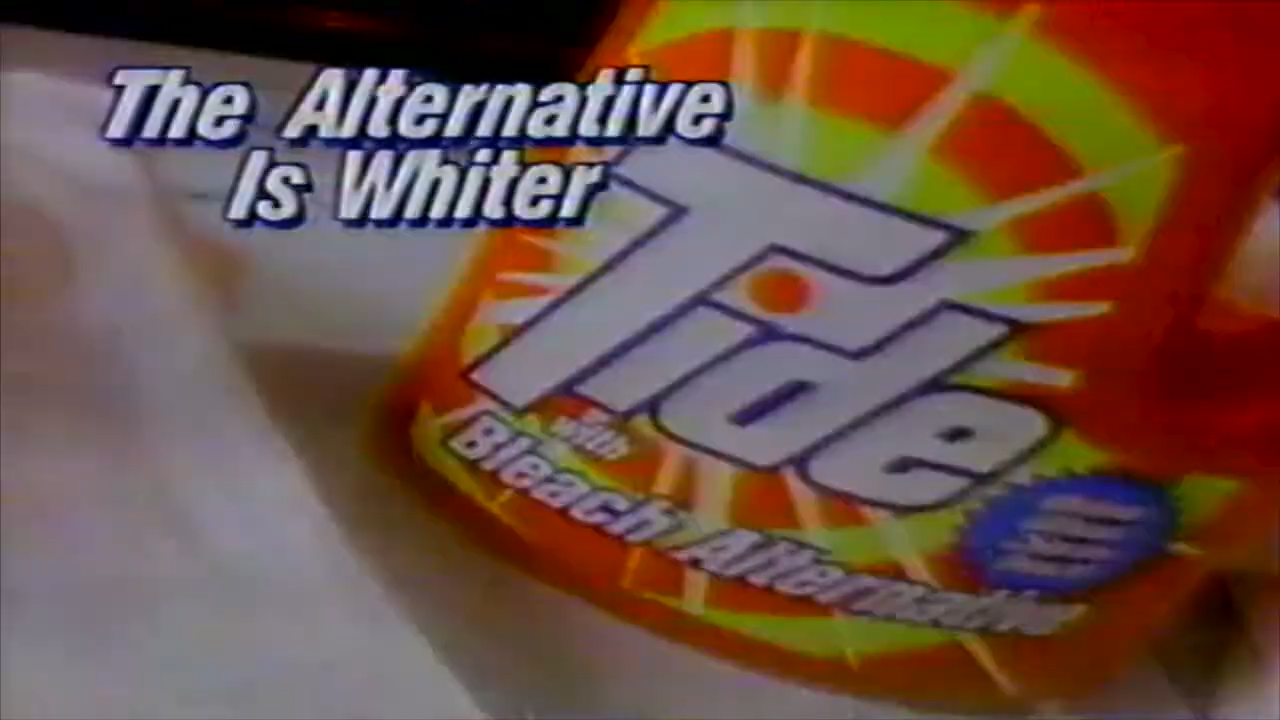 The Alternative
Is Whiter
Tide
with
Bleach Alternative